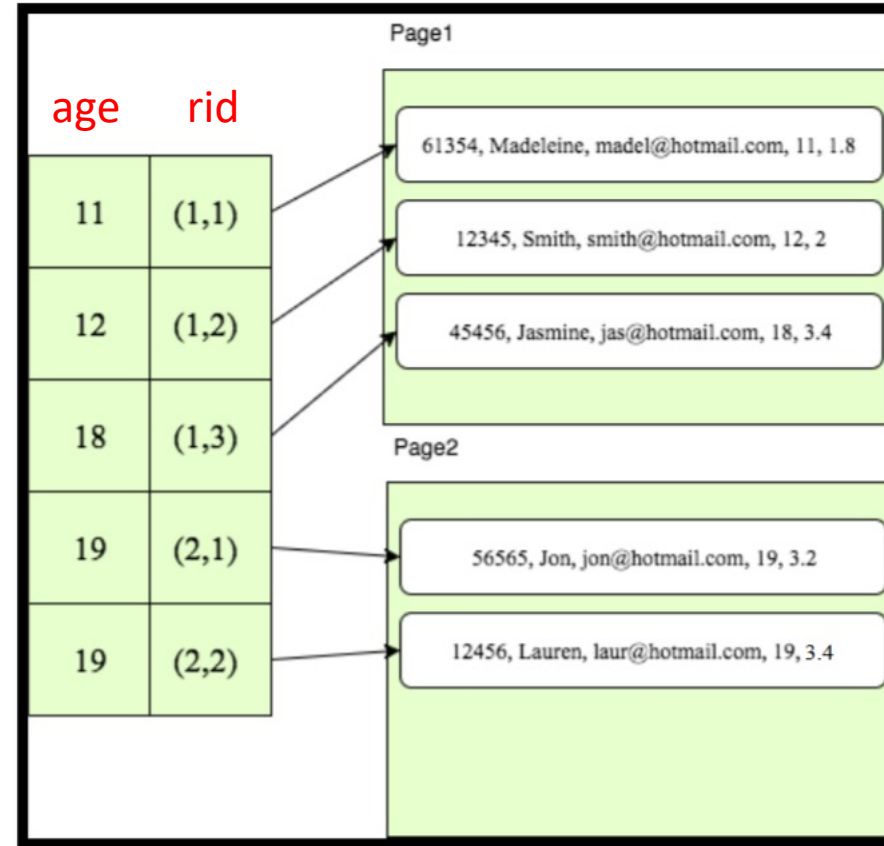 Page1
age rid
61354, Madeleine, madel@hotmail.com, 11, 1.8
11 (1,1)
12345, Smith, smith@hotmail.com, 12, 2
12 (1,2)
45456, Jasmine, jas@hotmail.com, 18, 3.4
18 (1,3)
Page2
19 (2,1)
56565, Jon, jon@hotmail.com, 19, 3.2
19 (2,2)
12456, Lauren, laur@hotmail.com, 19, 3.4